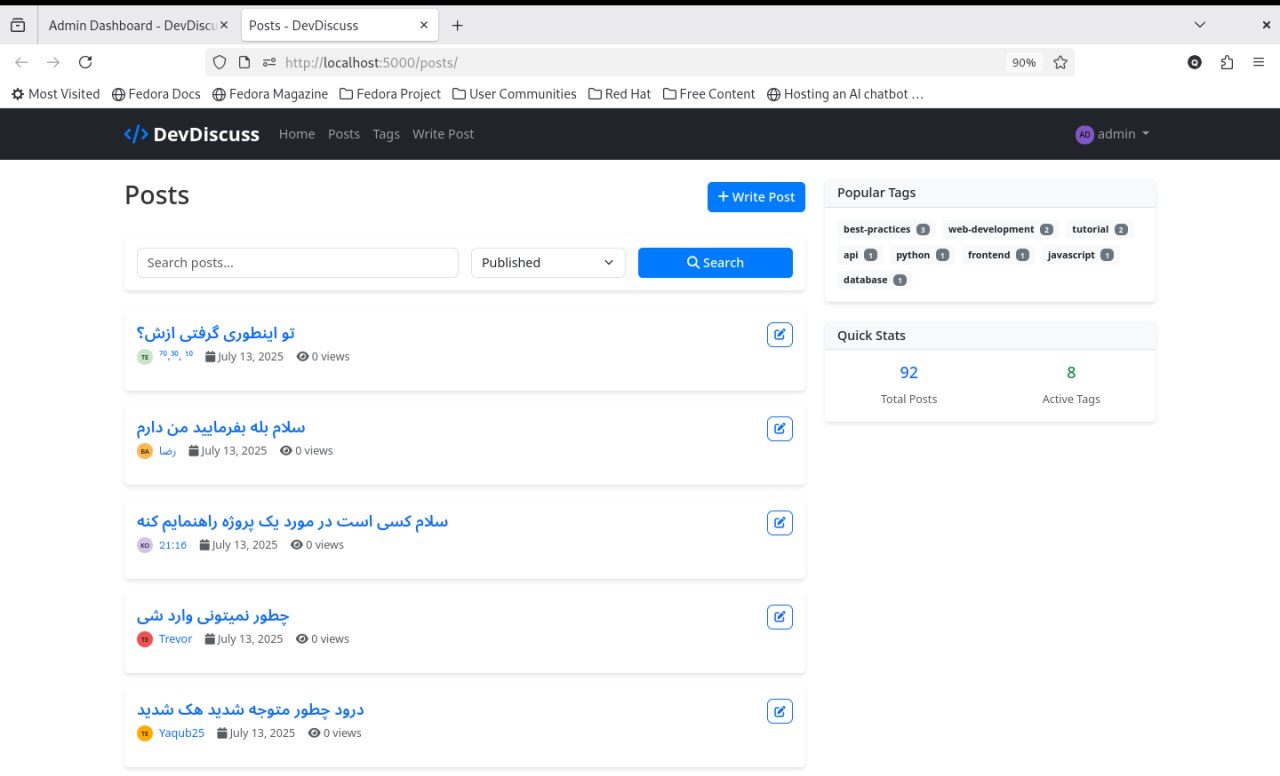 Admin Dashboard - DevDiscu
Posts - DevDiscuss
http://localhost:5000/posts/
90%
Q
Most Visited Fedora Docs Fedora Magazine Fedora Project User Communities Red Hat Free Content Hosting an AI chatbot …
</> DevDiscuss Home Posts Tags Write Post
AD admin
Posts
+ Write Post
Search posts...
Published
Search
تو اینطوری گرفتی ازش؟
TE ⁷⁰,³⁰, ¹⁰ July 13, 2025 0 views
سلام بله بفرمایید من دارم
BA رضا July 13, 2025 0 views
سلام کسی است در مورد یک پروژه راهنمایم کنه
KO 21:16 July 13, 2025 0 views
چطور نمیتونی وارد شی
TE Trevor July 13, 2025 0 views
درود چطور متوجه شدید هک شدید
TE Yaqub25 July 13, 2025 0 views
Popular Tags
best-practices 3 web-development 2 tutorial 2
api 1 python 1 frontend 1 javascript 1
database 1
Quick Stats
92 8
Total Posts Active Tags